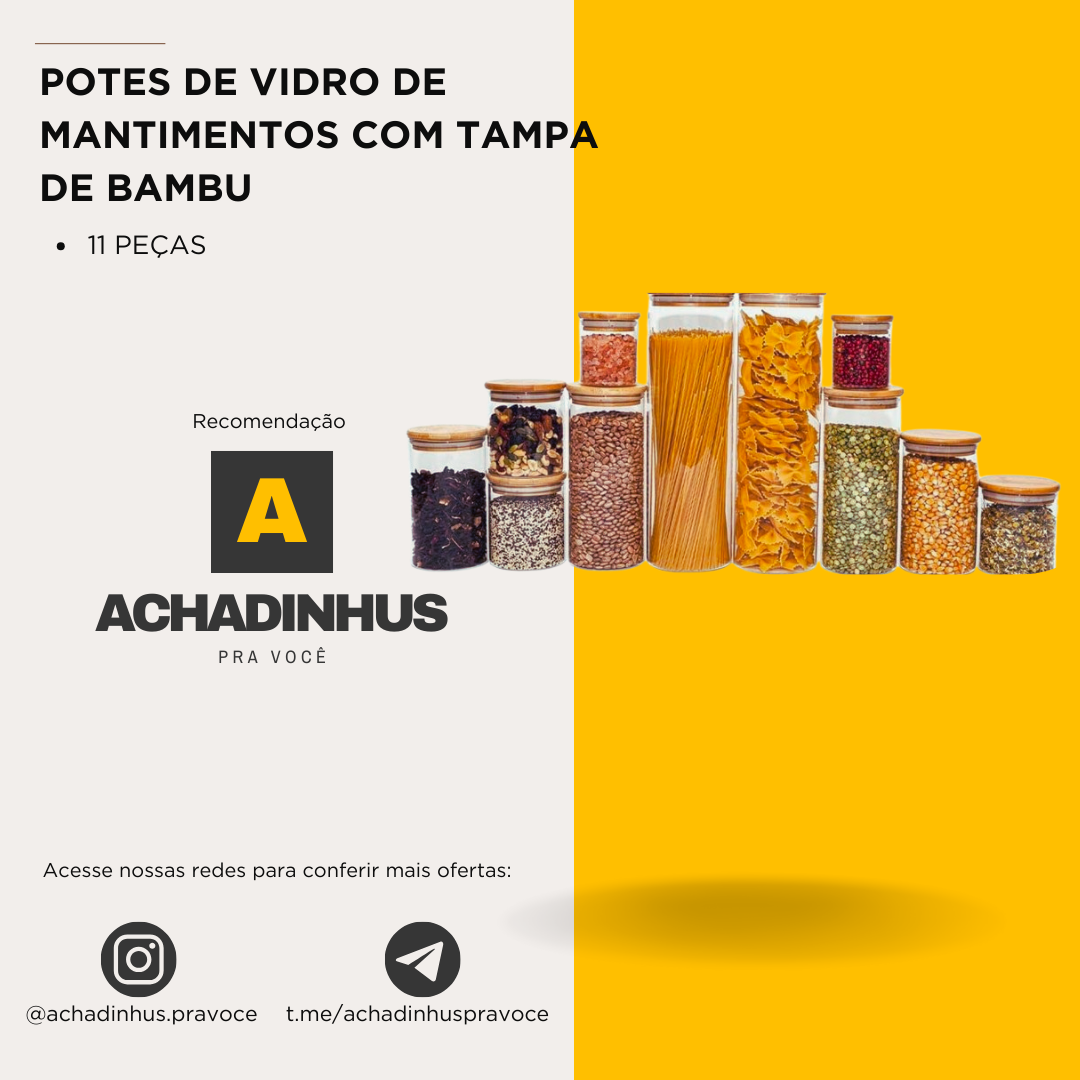 POTES DE VIDRO DE
MANTIMENTOS COM TAMPA
DE BAMBU
• 11 PEÇAS
Recomendação
A
ACHADINHUS
PRA VOCÊ
Acesse nossas redes para conferir mais ofertas:
@achadinhus.pravoce
t.me/achadinhuspravoce